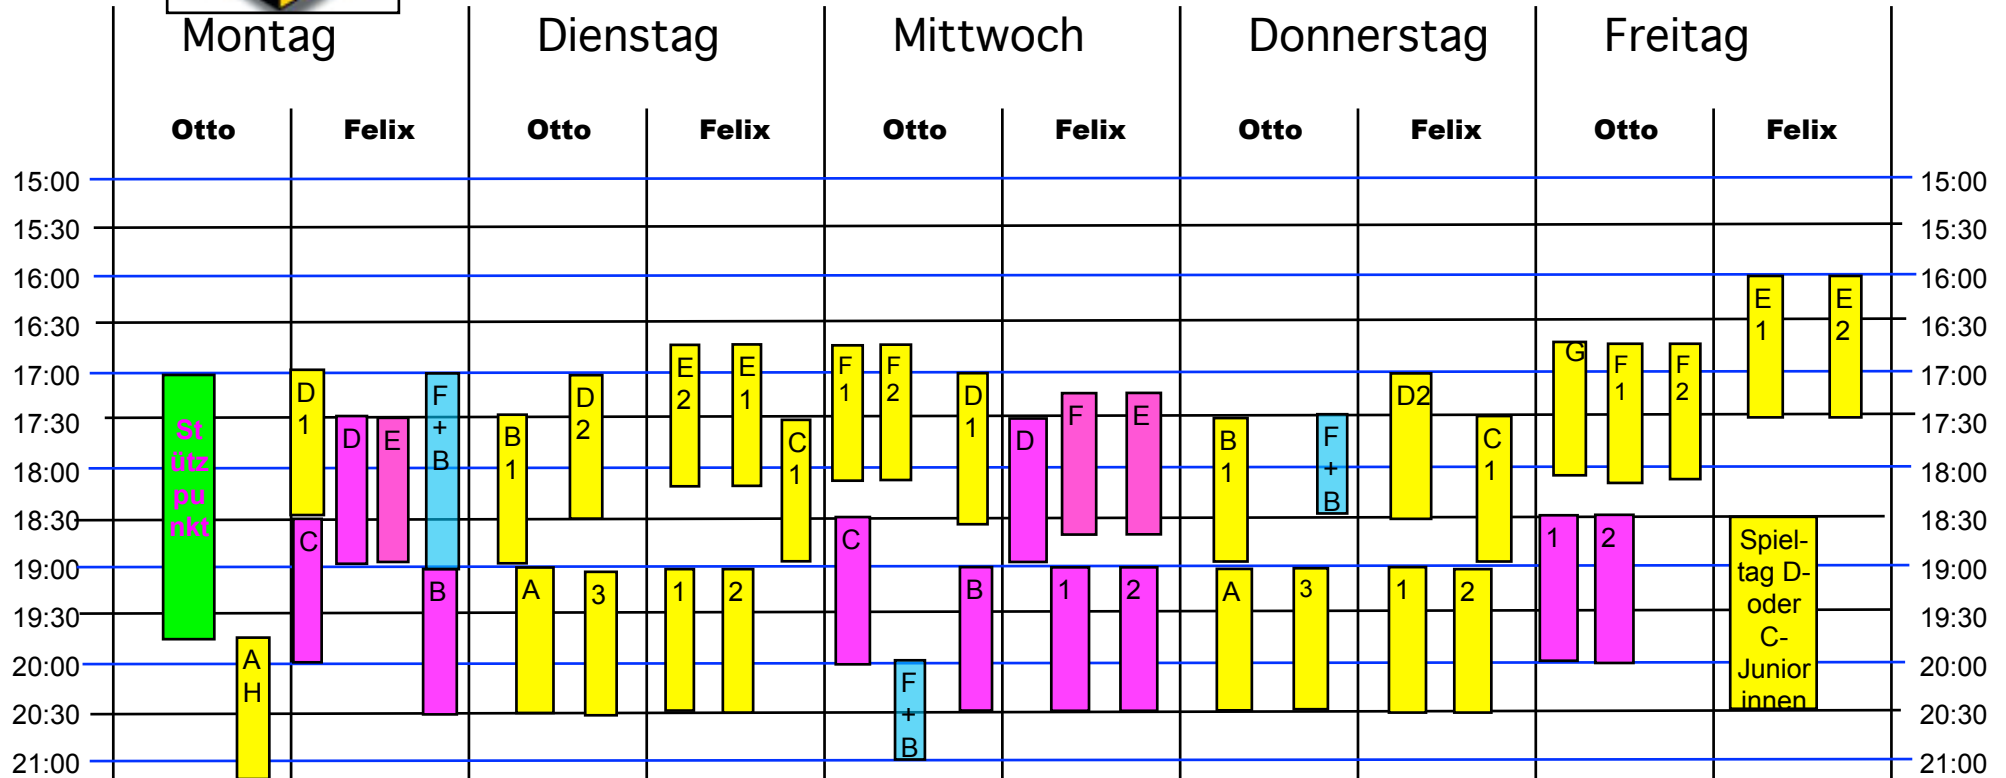 Montag Dienstag Mittwoch Donnerstag Freitag
Otto Felix Otto Felix Otto Felix Otto Felix Otto Felix
15:00 15:00
15:30 15:30
16:00 16:00
16:30 16:30
17:00 17:00
17:30 17:30
18:00 18:00
18:30 18:30
19:00 19:00
19:30 19:30
20:00 20:00
20:30 20:30
21:00 21:00
St
ütz
pu
nkt
A
H
D
1
C
D
E
F
+
B
B
B
1
D
2
A
3
E
2
E
1
C
1
1
2
F
1
F
2
D
1
C
B
F
+
B
D
F
E
1
2
B
1
F
+
B
A
3
D2
C
1
1
2
G
F
1
F
2
1
2
E
1
E
2
Spiel-
tag D-
oder
C-
Junior
innen